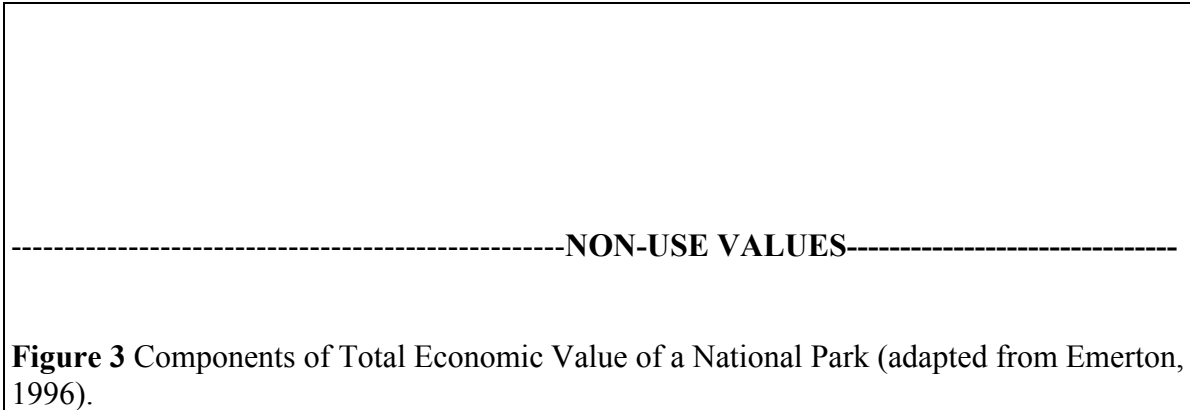 ----------------------------------------------------NON-USE VALUES-------------------------------
Figure 3 Components of Total Economic Value of a National Park (adapted from Emerton,
1996).